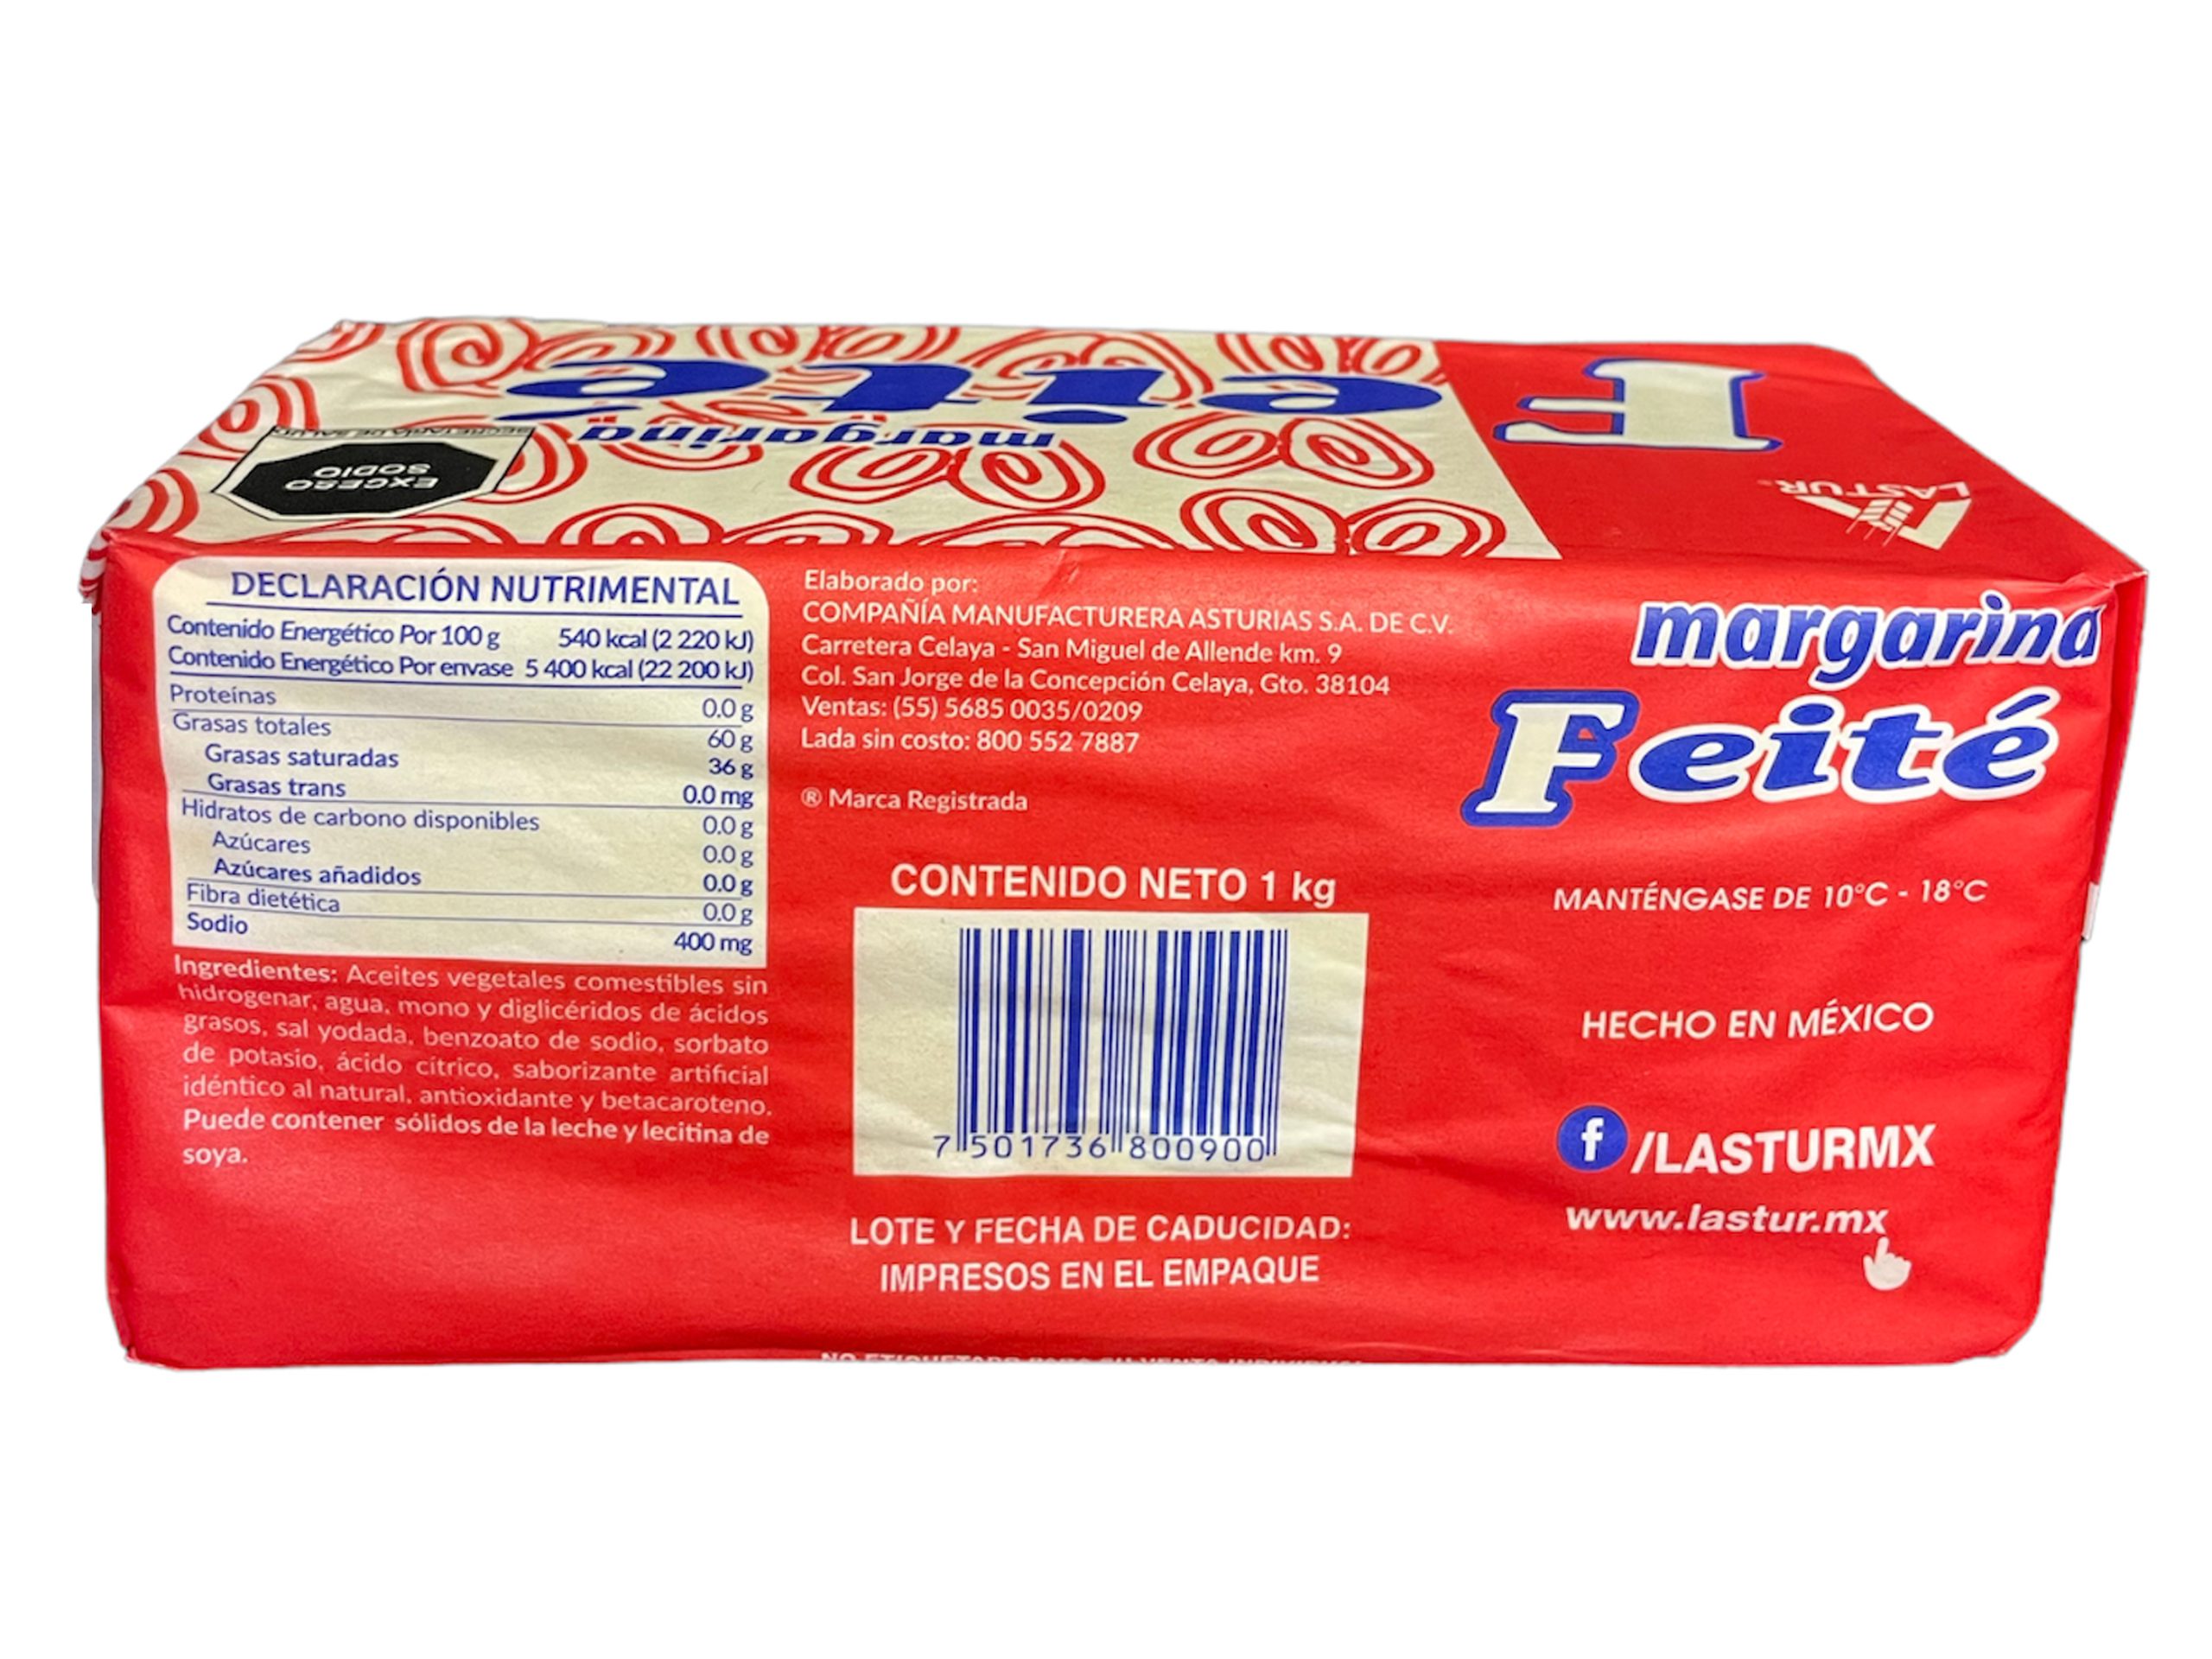 Feité
margarina
LASTUR
EXCESO
SODIO
SECRETARÍA DE SALUD
DECLARACIÓN NUTRIMENTAL
Contenido Energético Por 100 g 540 kcal (2 220 kJ)
Contenido Energético Por envase 5 400 kcal (22 200 kJ)
Proteínas 0.0 g
Grasas totales 60 g
Grasas saturadas 36 g
Grasas trans 0.0 mg
Hidratos de carbono disponibles 0.0 g
Azúcares 0.0 g
Azúcares añadidos 0.0 g
Fibra dietética 0.0 g
Sodio 400 mg
Ingredientes: Aceites vegetales comestibles sin
hidrogenar, agua, mono y diglicéridos de ácidos
grasos, sal yodada, benzoato de sodio, sorbato
de potasio, ácido cítrico, saborizante artificial
idéntico al natural, antioxidante y betacaroteno.
Puede contener sólidos de la leche y lecitina de
soya.
Elaborado por:
COMPAÑÍA MANUFACTURERA ASTURIAS S.A. DE C.V.
Carretera Celaya - San Miguel de Allende km. 9
Col. San Jorge de la Concepción Celaya, Gto. 38104
Ventas: (55) 5685 0035/0209
Lada sin costo: 800 552 7887
® Marca Registrada
CONTENIDO NETO 1 kg
7 501736 800900
LOTE Y FECHA DE CADUCIDAD:
IMPRESOS EN EL EMPAQUE
margarina
Feité
MANTÉNGASE DE 10°C - 18°C
HECHO EN MÉXICO
f /LASTURMX
www.lastur.mx